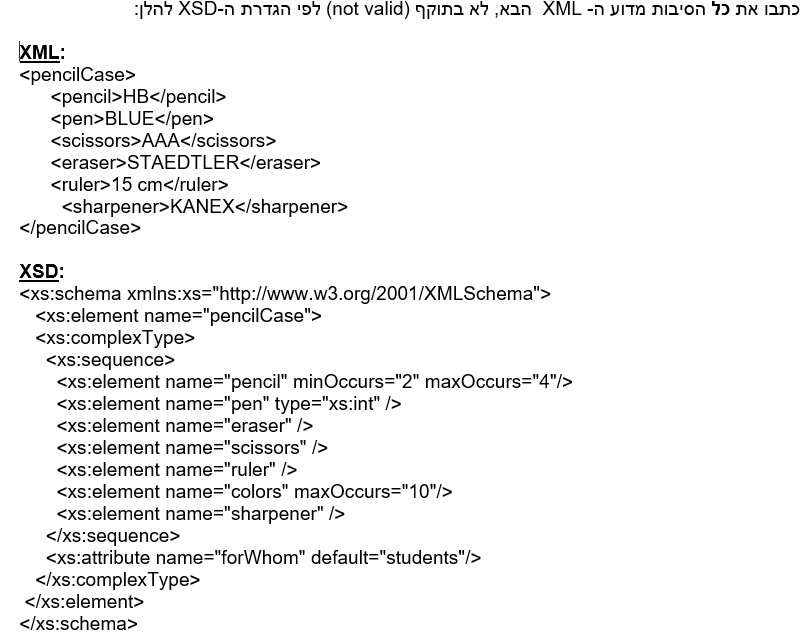 כתבו את כל הסיבות מדוע ה- XML הבא, לא בתוקף (not valid) לפי הגדרת ה-XSD להלן:
XML:
<pencilCase>
<pencil>HB</pencil>
<pen>BLUE</pen>
<scissors>AAA</scissors>
<eraser>STAEDTLER</eraser>
<ruler>15 cm</ruler>
<sharpener>KANEX</sharpener>
</pencilCase>
XSD:
<xs:schema xmlns:xs="http://www.w3.org/2001/XMLSchema">
<xs:element name="pencilCase">
<xs:complexType>
<xs:sequence>
<xs:element name="pencil" minOccurs="2" maxOccurs="4"/>
<xs:element name="pen" type="xs:int" />
<xs:element name="eraser" />
<xs:element name="scissors" />
<xs:element name="ruler" />
<xs:element name="colors" maxOccurs="10"/>
<xs:element name="sharpener" />
</xs:sequence>
<xs:attribute name="forWhom" default="students"/>
</xs:complexType>
</xs:element>
</xs:schema>